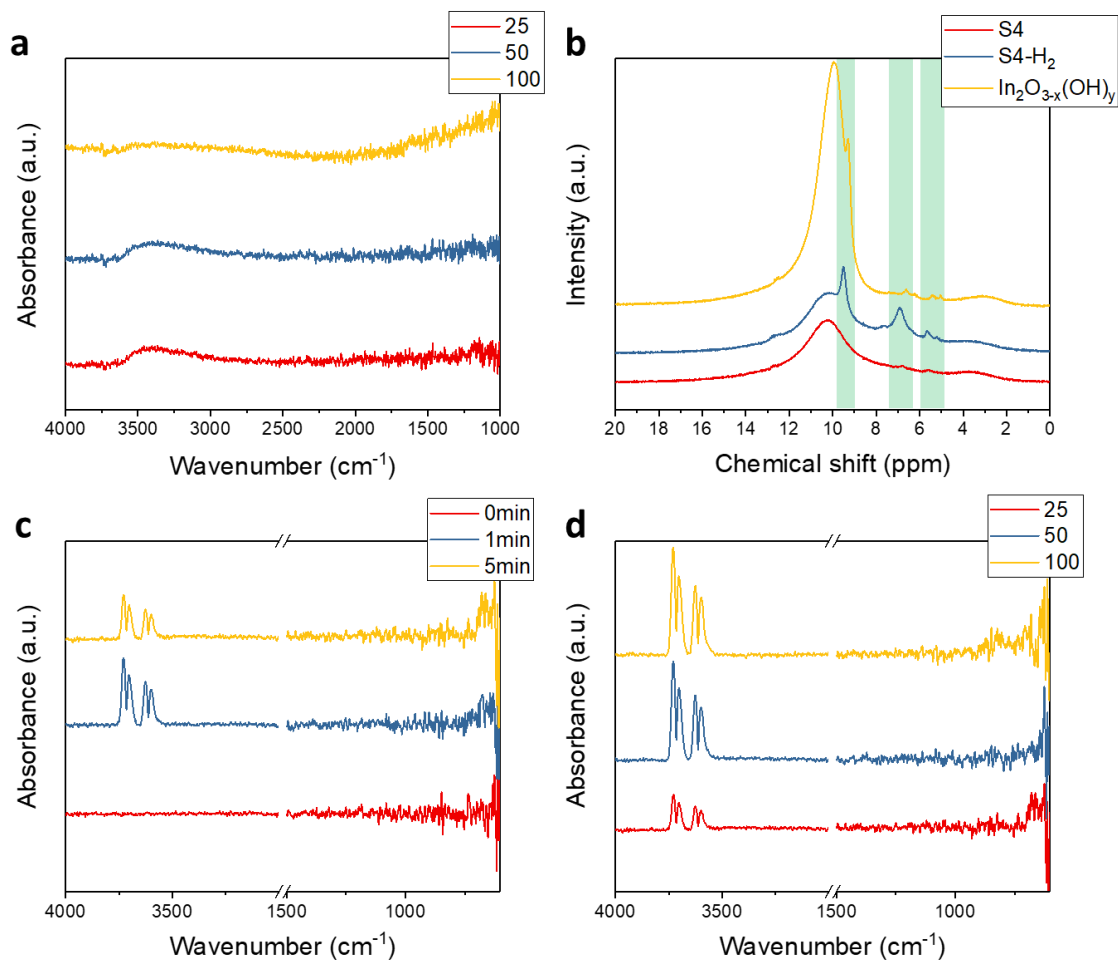 a
25
50
100
Absorbance (a.u.)
4000 3500 3000 2500 2000 1500 1000
Wavenumber (cm⁻¹)
b
S4
S4-H₂
In₂O₃₋ₓ(OH)ᵧ
Intensity (a.u.)
20 18 16 14 12 10 8 6 4 2 0
Chemical shift (ppm)
c
0min
1min
5min
Absorbance (a.u.)
4000 3500 1500 1000
Wavenumber (cm⁻¹)
d
25
50
100
Absorbance (a.u.)
4000 3500 1500 1000
Wavenumber (cm⁻¹)